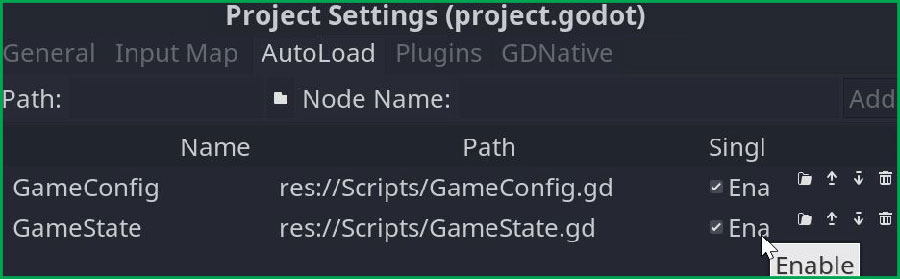 Project Settings (project.godot)
General Input Map AutoLoad Plugins GDNative
Path: Node Name: Add
Name Path Singl
GameConfig res://Scripts/GameConfig.gd Ena
GameState res://Scripts/GameState.gd Ena
Enable